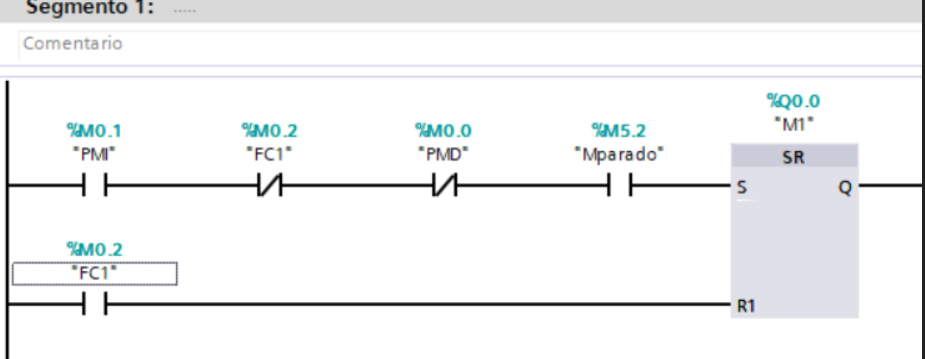 Segmento 1: .....
Comentario
%Q0.0
"M1"
%M0.1 %M0.2 %M0.0 %M5.2
"PMI" "FC1" "PMD" "Mparado"
SR
S Q
%M0.2
"FC1"
R1